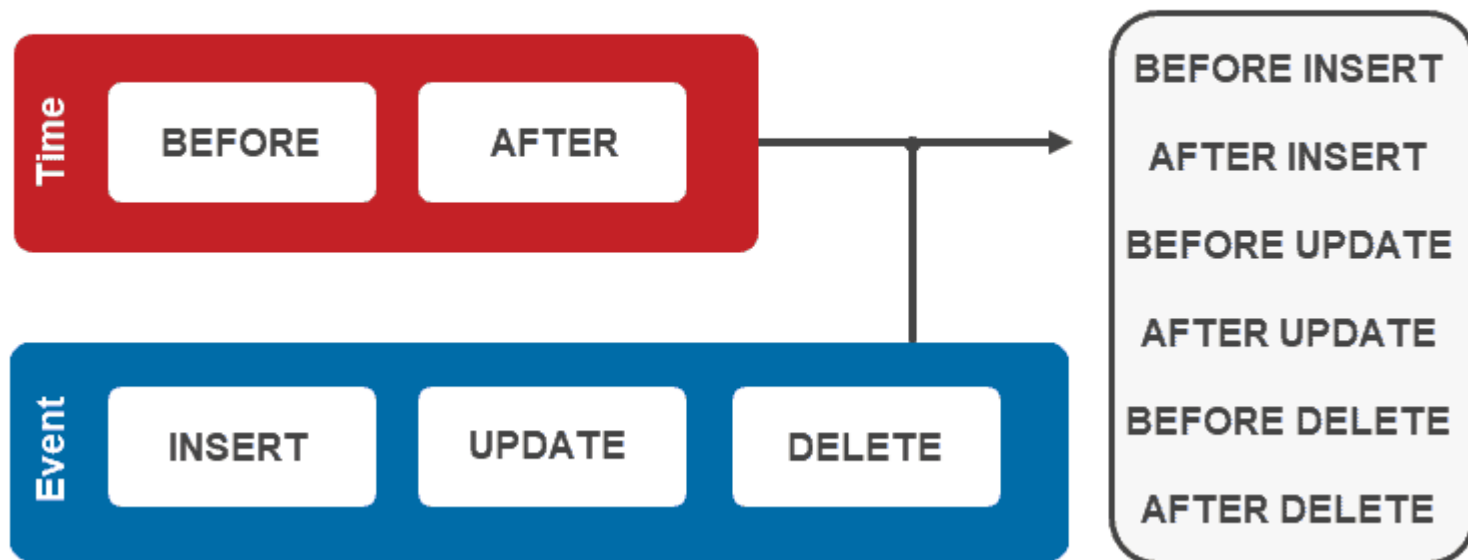 Time
BEFORE
AFTER
Event
INSERT
UPDATE
DELETE
BEFORE INSERT
AFTER INSERT
BEFORE UPDATE
AFTER UPDATE
BEFORE DELETE
AFTER DELETE